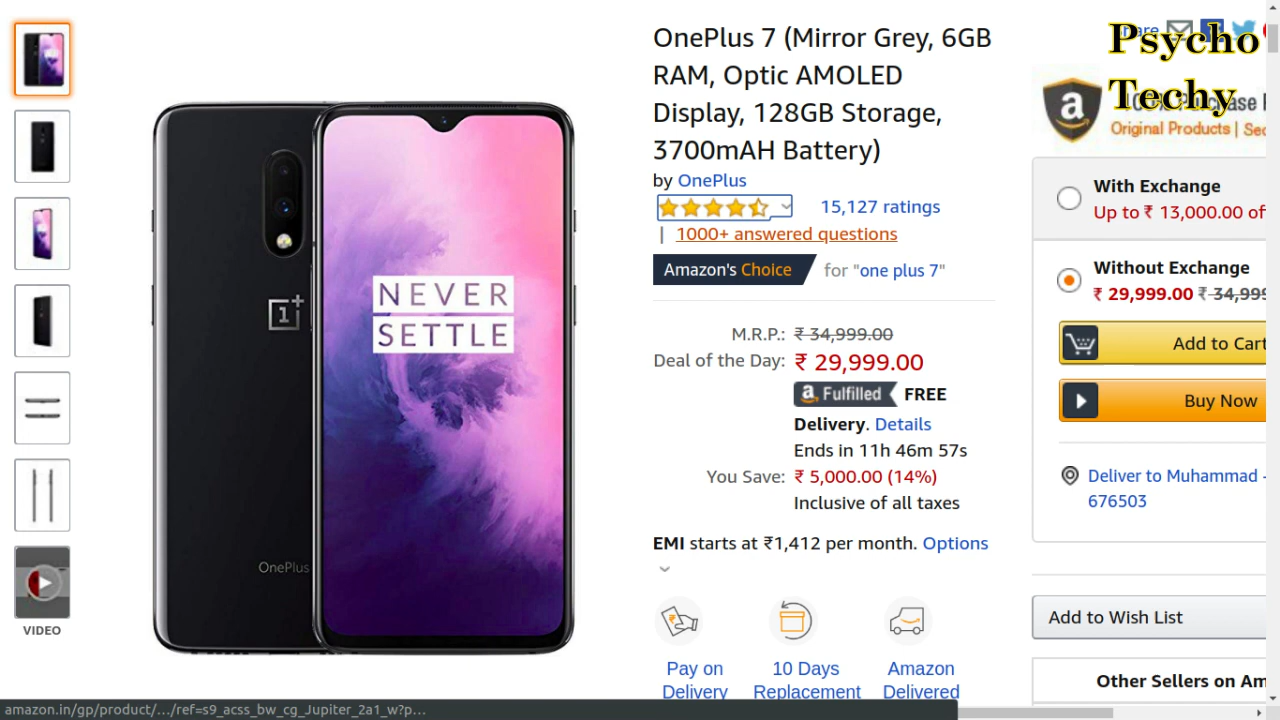 OnePlus 7 (Mirror Grey, 6GB
RAM, Optic AMOLED
Display, 128GB Storage,
3700mAH Battery)
by OnePlus
15,127 ratings
| 1000+ answered questions
Amazon's Choice for "one plus 7"
M.R.P.: ₹ 34,999.00
Deal of the Day: ₹ 29,999.00
a Fulfilled FREE
Delivery. Details
Ends in 11h 46m 57s
You Save: ₹ 5,000.00 (14%)
Inclusive of all taxes
EMI starts at ₹1,412 per month. Options
Pay on
Delivery
10 Days
Replacement
Amazon
Delivered
NEVER
SETTLE
1+
OnePlus
VIDEO
Share
Psycho
Techy
a
Original Products |
With Exchange
Up to ₹ 13,000.00 of
Without Exchange
₹ 29,999.00 ₹ 34,999
Add to Cart
Buy Now
Deliver to Muhammad -
676503
Add to Wish List
Other Sellers on Am
amazon.in/gp/product/.../ref=s9_acss_bw_cg_Jupiter_2a1_w?p...